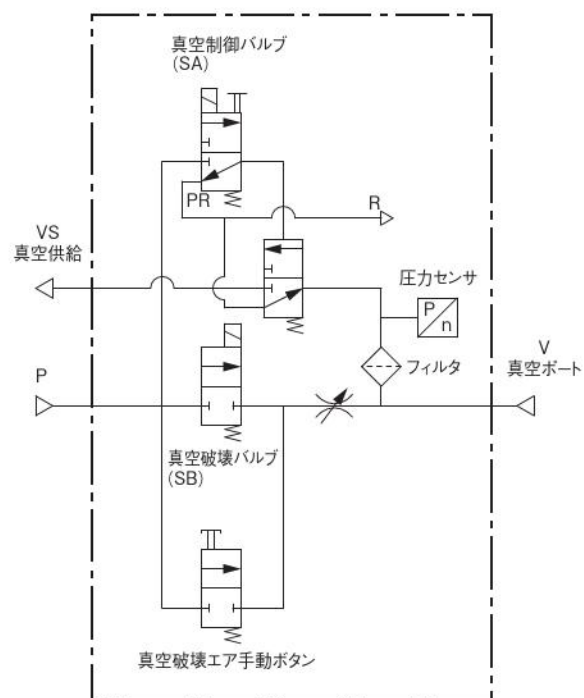 真空制御バルブ
(SA)
PR
R
VS
真空供給
圧力センサ
P
n
V
真空ポート
フィルタ
P
真空破壊バルブ
(SB)
真空破壊エア手動ボタン